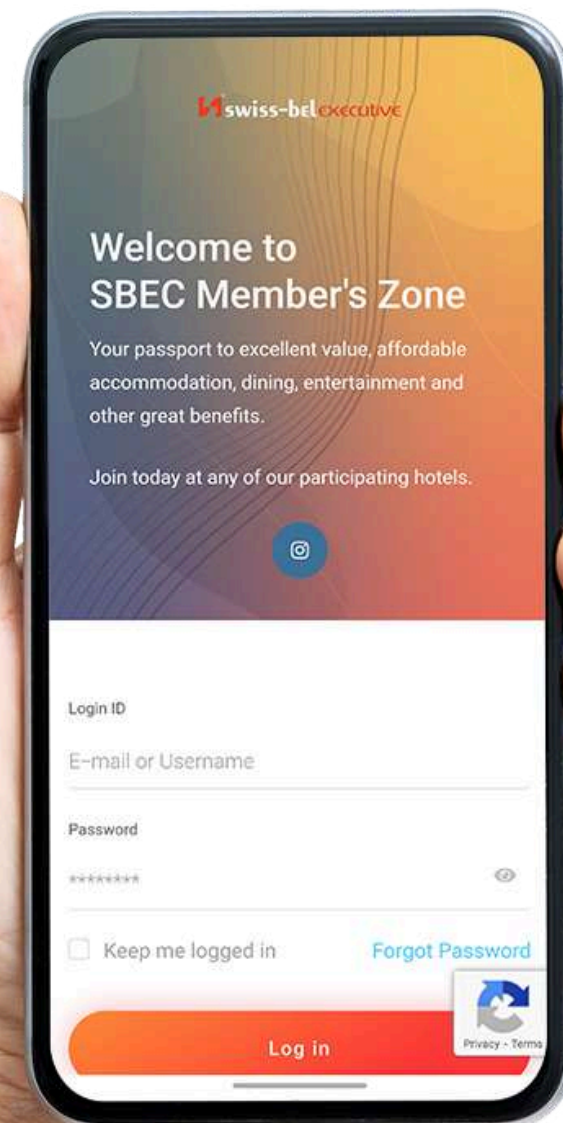 swiss-belexecutive
Welcome to
SBEC Member's Zone
Your passport to excellent value, affordable
accommodation, dining, entertainment and
other great benefits.
Join today at any of our participating hotels.
Login ID
E-mail or Username
Password
********
Keep me logged in
Forgot Password
Log in
Privacy - Terms